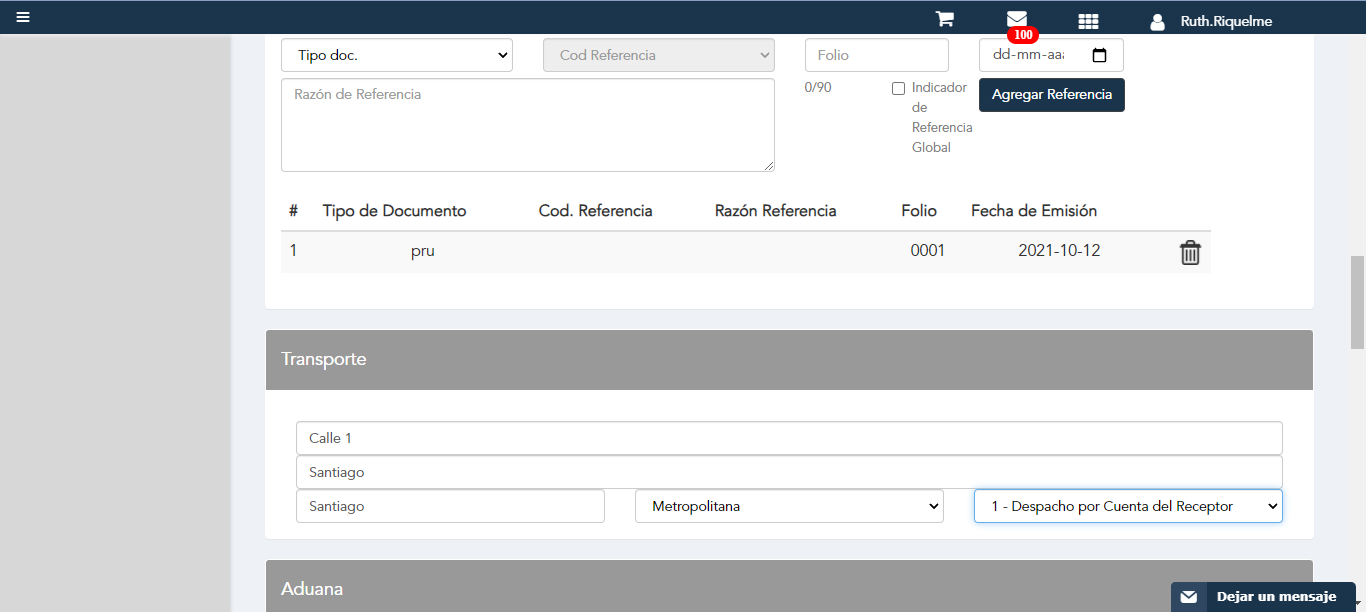 Ruth.Riquelme
100
Tipo doc.
Cod Referencia
Folio
dd-mm-aaa
Razón de Referencia
0/90
Indicador
de
Referencia
Global
Agregar Referencia
# Tipo de Documento Cod. Referencia Razón Referencia Folio Fecha de Emisión
1 pru 0001 2021-10-12
Transporte
Calle 1
Santiago
Santiago Metropolitana 1 - Despacho por Cuenta del Receptor
Aduana
Dejar un mensaje